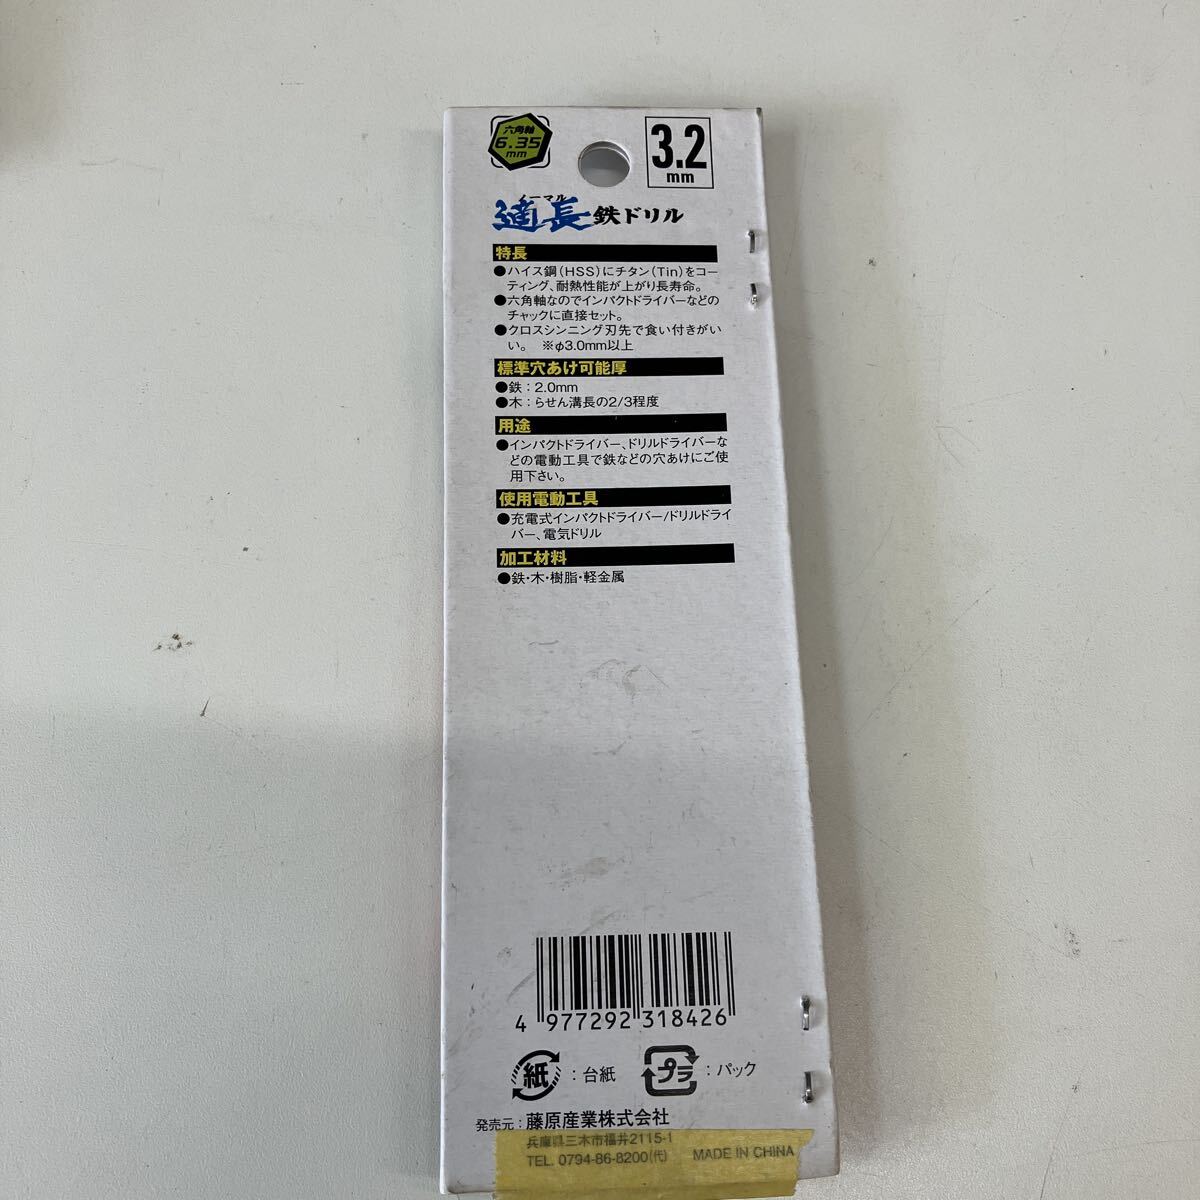 六角軸
6.35
mm
3.2
mm
ノーマル
適長鉄ドリル
特長
●ハイス鋼(HSS)にチタン(Tin)をコー
ティング、耐熱性能が上がり長寿命。
●六角軸なのでインパクトドライバーなどの
チャックに直接セット。
●クロスシンニング刃先で食い付きがい
い。 ※φ3.0mm以上
標準穴あけ可能厚
●鉄：2.0mm
●木：らせん溝長の2/3程度
用途
●インパクトドライバー、ドリルドライバーな
どの電動工具で鉄などの穴あけにご使
用下さい。
使用電動工具
●充電式インパクトドライバー/ドリルドライ
バー、電気ドリル
加工材料
●鉄・木・樹脂・軽金属
4 977292 318426
紙：台紙
プラ：パック
発売元：藤原産業株式会社
兵庫県三木市福井2115-1
TEL. 0794-86-8200(代) MADE IN CHINA